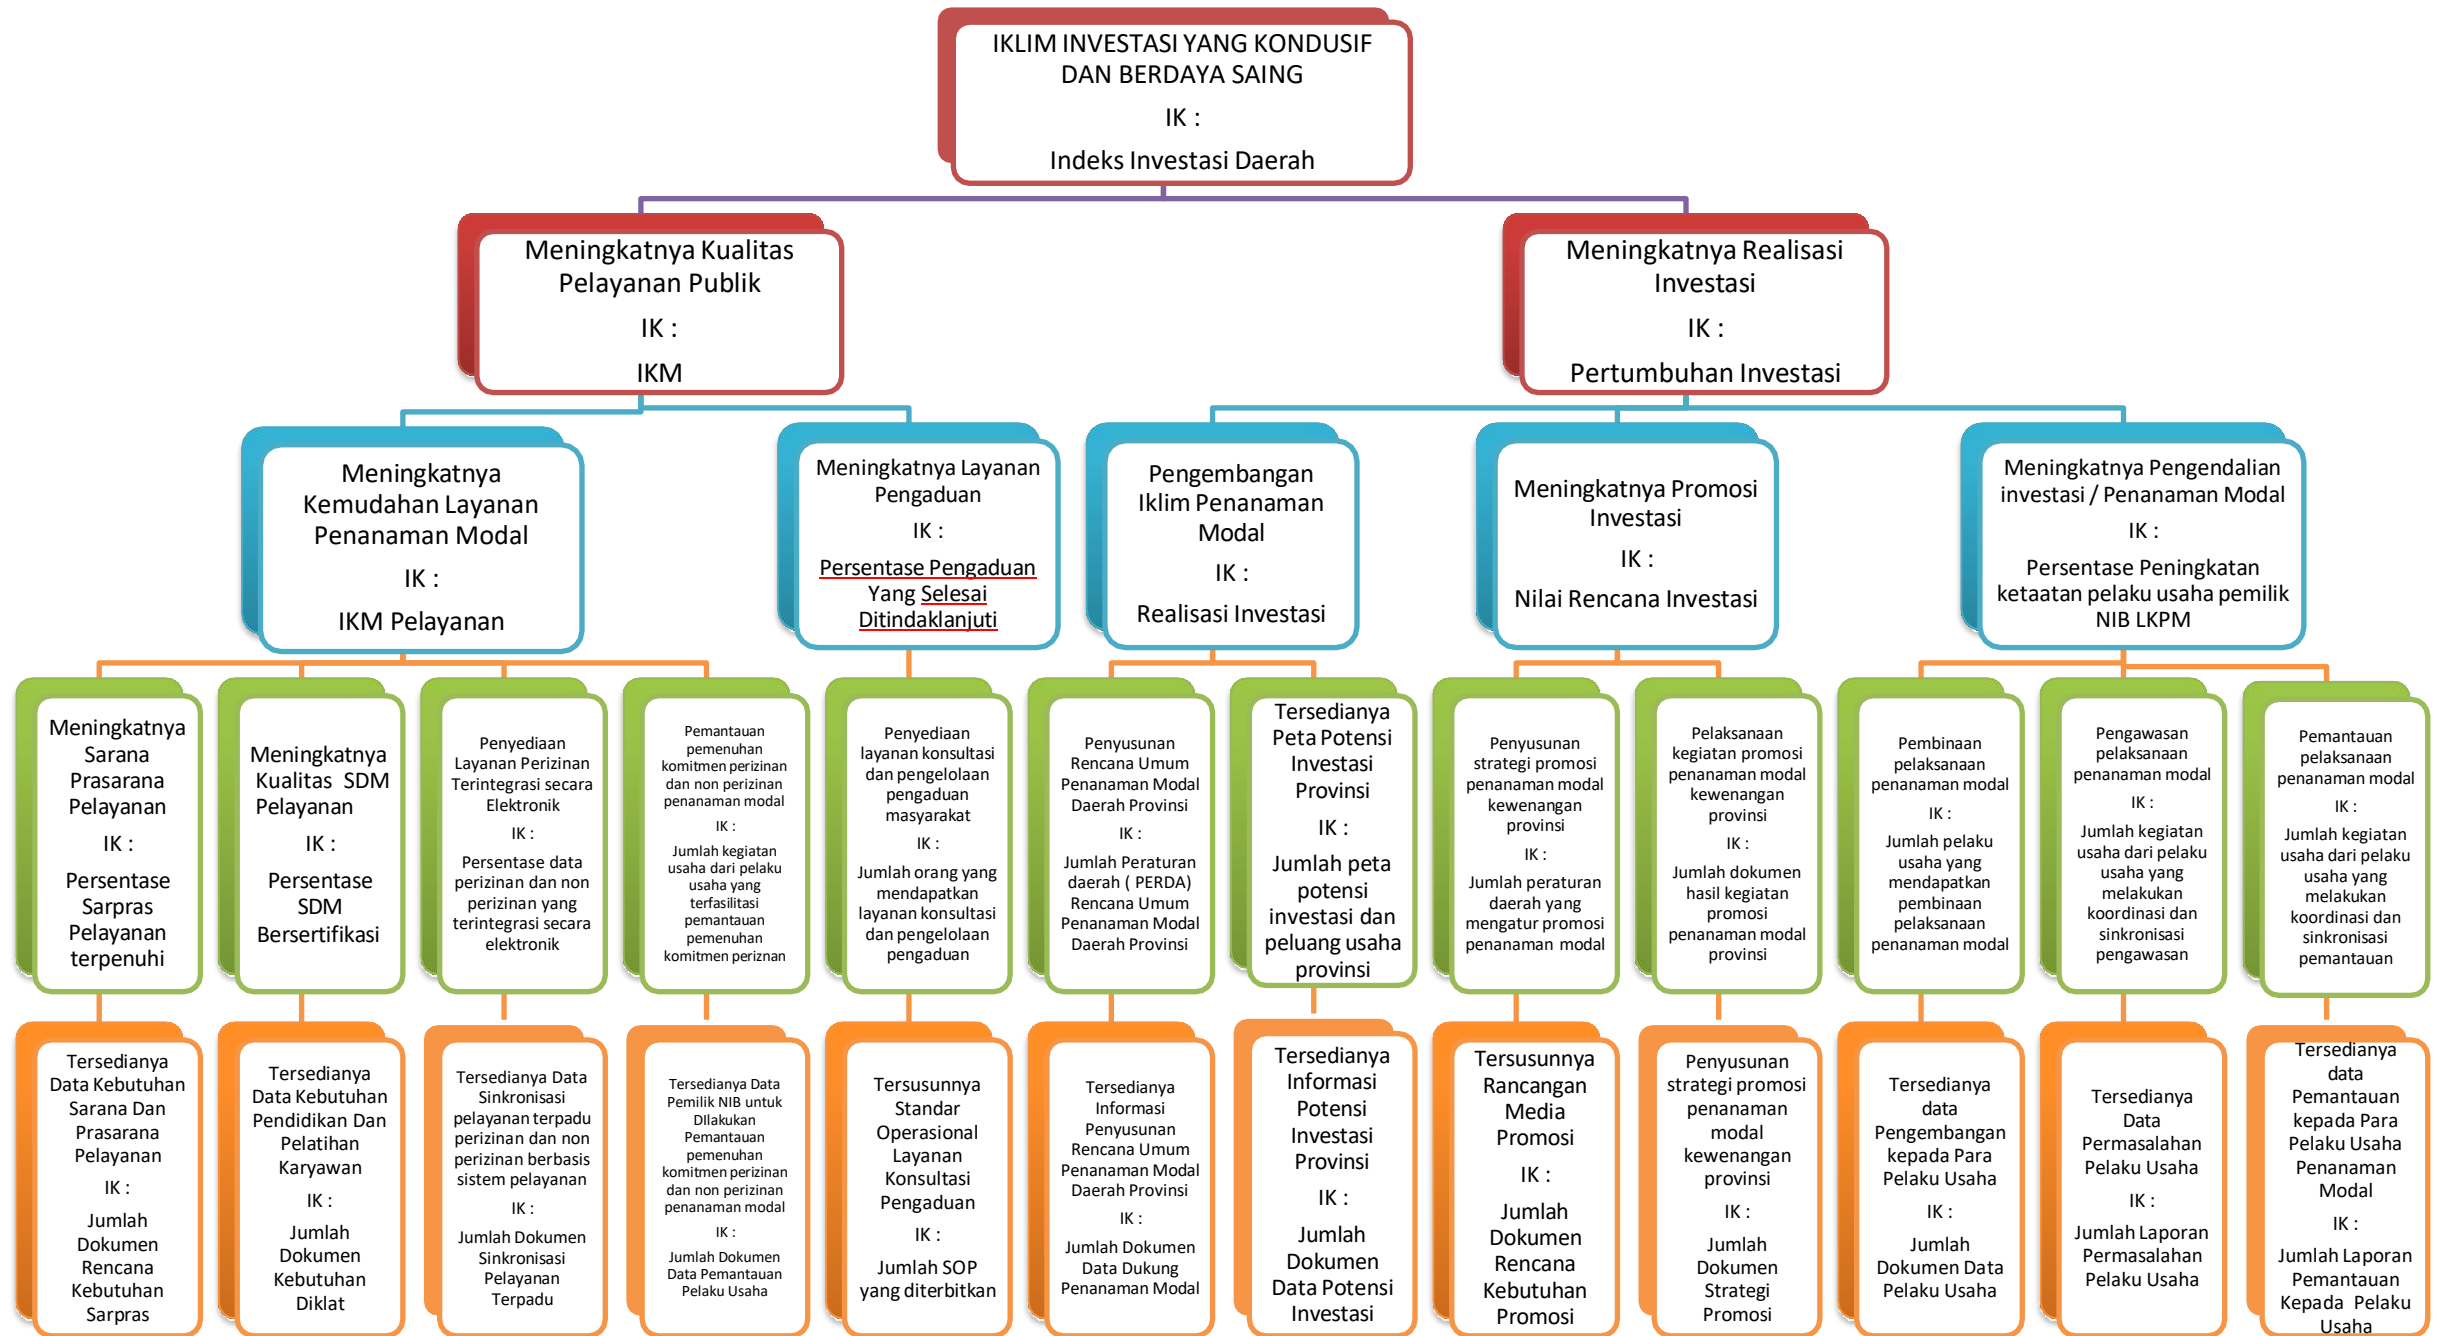 IKLIM INVESTASI YANG KONDUSIF
DAN BERDAYA SAING
IK :
Indeks Investasi Daerah
Meningkatnya Kualitas
Pelayanan Publik
IK :
IKM
Meningkatnya Realisasi
Investasi
IK :
Pertumbuhan Investasi
Meningkatnya
Kemudahan Layanan
Penanaman Modal
IK :
IKM Pelayanan
Meningkatnya Layanan
Pengaduan
IK :
Persentase Pengaduan
Yang Selesai
Ditindaklanjuti
Pengembangan
Iklim Penanaman
Modal
IK :
Realisasi Investasi
Meningkatnya Promosi
Investasi
IK :
Nilai Rencana Investasi
Meningkatnya Pengendalian
investasi / Penanaman Modal
IK :
Persentase Peningkatan
ketaatan pelaku usaha pemilik
NIB LKPM
Meningkatnya
Sarana
Prasarana
Pelayanan
IK :
Persentase
Sarpras
Pelayanan
terpenuhi
Meningkatnya
Kualitas SDM
Pelayanan
IK :
Persentase
SDM
Bersertifikasi
Penyediaan
Layanan Perizinan
Terintegrasi secara
Elektronik
IK :
Persentase data
perizinan dan non
perizinan yang
terintegrasi secara
elektronik
Pemantauan
pemenuhan
komitmen perizinan
dan non perizinan
penanaman modal
IK :
Jumlah kegiatan
usaha dari pelaku
usaha yang
terfasilitasi
pemantauan
pemenuhan
komitmen periznan
Penyediaan
layanan konsultasi
dan pengelolaan
pengaduan
masyarakat
IK :
Jumlah orang yang
mendapatkan
layanan konsultasi
dan pengelolaan
pengaduan
Penyusunan
Rencana Umum
Penanaman Modal
Daerah Provinsi
IK :
Jumlah Peraturan
daerah ( PERDA)
Rencana Umum
Penanaman Modal
Daerah Provinsi
Tersedianya
Peta Potensi
Investasi
Provinsi
IK :
Jumlah peta
potensi
investasi dan
peluang usaha
provinsi
Penyusunan
strategi promosi
penanaman modal
kewenangan
provinsi
IK :
Jumlah peraturan
daerah yang
mengatur promosi
penanaman modal
Pelaksanaan
kegiatan promosi
penanaman modal
kewenangan
provinsi
IK :
Jumlah dokumen
hasil kegiatan
promosi
penanaman modal
provinsi
Pembinaan
pelaksanaan
penanaman modal
IK :
Jumlah pelaku
usaha yang
mendapatkan
pembinaan
pelaksanaan
penanaman modal
Pengawasan
pelaksanaan
penanaman modal
IK :
Jumlah kegiatan
usaha dari pelaku
usaha yang
melakukan
koordinasi dan
sinkronisasi
pengawasan
Pemantauan
pelaksanaan
penanaman modal
IK :
Jumlah kegiatan
usaha dari pelaku
usaha yang
melakukan
koordinasi dan
sinkronisasi
pemantauan
Tersedianya
Data Kebutuhan
Sarana Dan
Prasarana
Pelayanan
IK :
Jumlah
Dokumen
Rencana
Kebutuhan
Sarpras
Tersedianya
Data Kebutuhan
Pendidikan Dan
Pelatihan
Karyawan
IK :
Jumlah
Dokumen
Kebutuhan
Diklat
Tersedianya Data
Sinkronisasi
pelayanan terpadu
perizinan dan non
perizinan berbasis
sistem pelayanan
IK :
Jumlah Dokumen
Sinkronisasi
Pelayanan
Terpadu
Tersedianya Data
Pemilik NIB untuk
DIlakukan
Pemantauan
pemenuhan
komitmen perizinan
dan non perizinan
penanaman modal
IK :
Jumlah Dokumen
Data Pemantauan
Pelaku Usaha
Tersusunnya
Standar
Operasional
Layanan
Konsultasi
Pengaduan
IK :
Jumlah SOP
yang diterbitkan
Tersedianya
Informasi
Penyusunan
Rencana Umum
Penanaman Modal
Daerah Provinsi
IK :
Jumlah Dokumen
Data Dukung
Penanaman Modal
Tersedianya
Informasi
Potensi
Investasi
Provinsi
IK :
Jumlah
Dokumen
Data Potensi
Investasi
Tersusunnya
Rancangan
Media
Promosi
IK :
Jumlah
Dokumen
Rencana
Kebutuhan
Promosi
Penyusunan
strategi promosi
penanaman
modal
kewenangan
provinsi
IK :
Jumlah
Dokumen
Strategi
Promosi
Tersedianya
data
Pengembangan
kepada Para
Pelaku Usaha
IK :
Jumlah
Dokumen Data
Pelaku Usaha
Tersedianya
Data
Permasalahan
Pelaku Usaha
IK :
Jumlah Laporan
Permasalahan
Pelaku Usaha
Tersedianya
data
Pemantauan
kepada Para
Pelaku Usaha
Penanaman
Modal
IK :
Jumlah Laporan
Pemantauan
Kepada Pelaku
Usaha